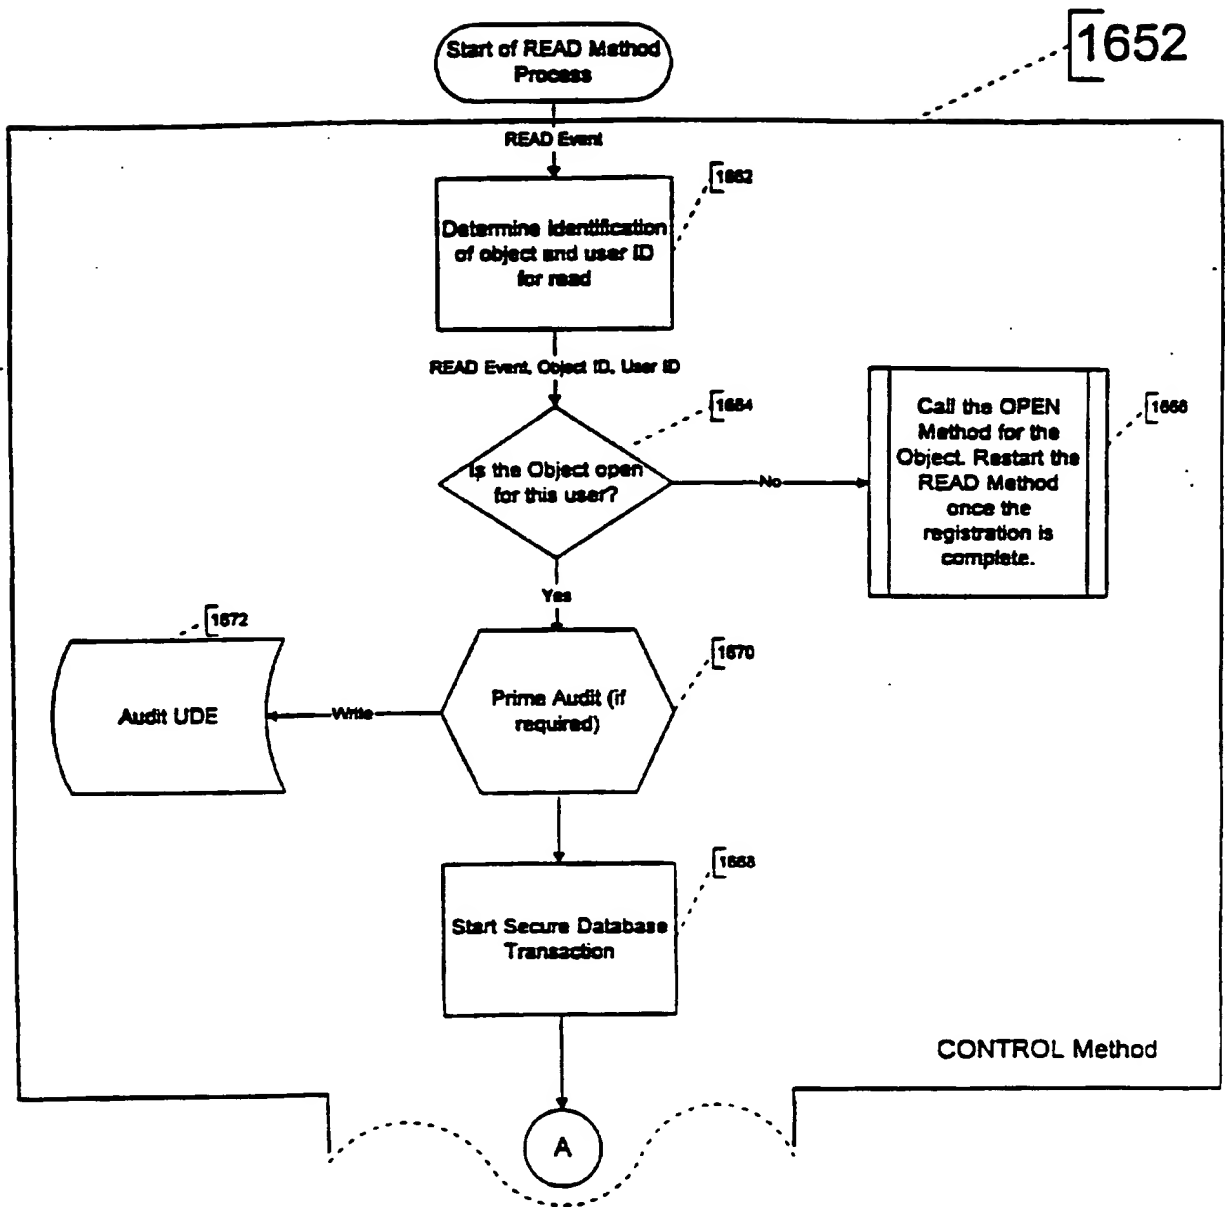 1652
Start of READ Method
Process
READ Event
1662
Determine identification
of object and user ID
for read
READ Event, Object ID, User ID
1664
Is the Object open
for this user?
No
Call the OPEN
Method for the
Object. Restart the
READ Method
once the
registration is
complete.
1666
Yes
1672
Audit UDE
Write
Prime Audit (if
required)
1670
1668
Start Secure Database
Transaction
CONTROL Method
A